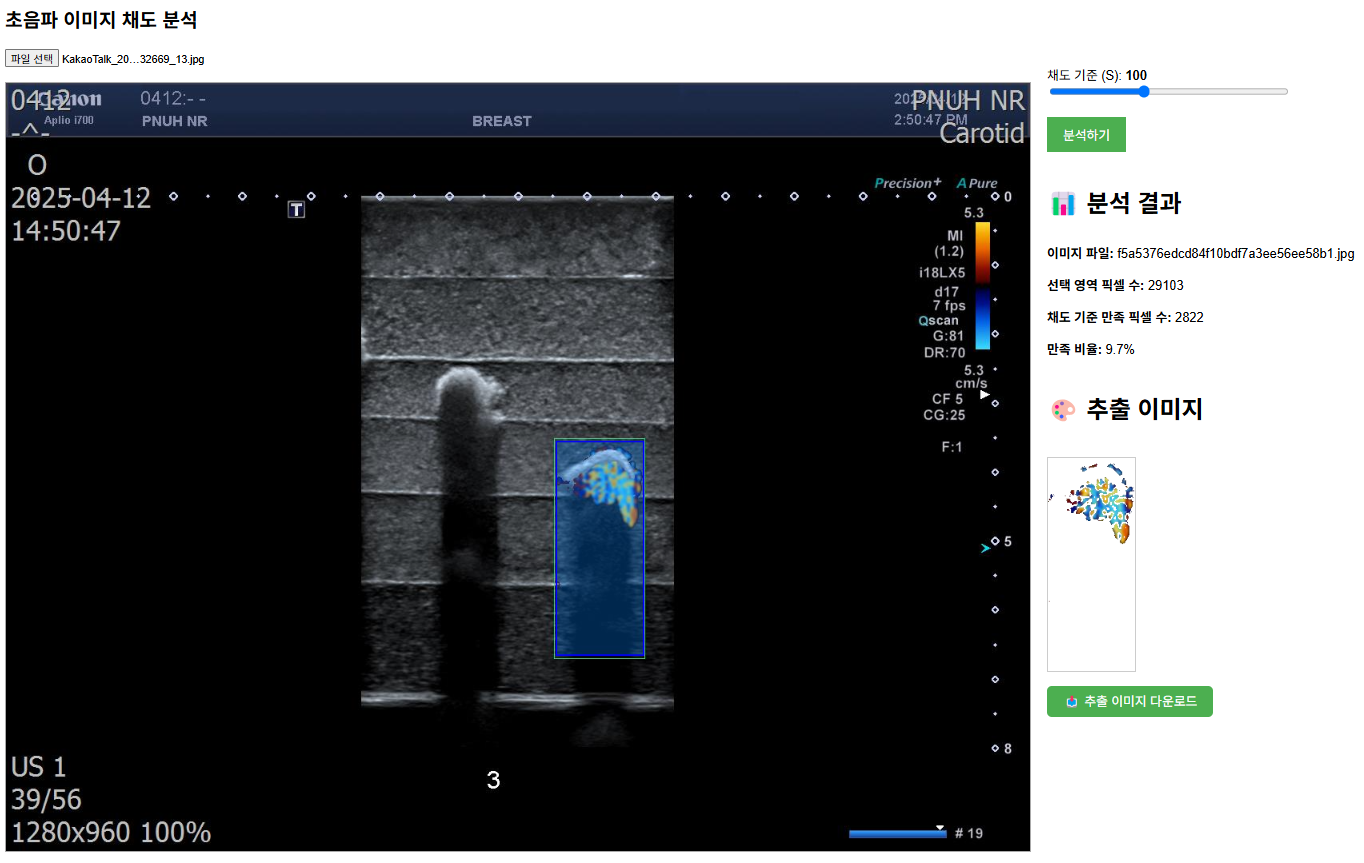 초음파 이미지 채도 분석
파일 선택 KakaoTalk_20...32669_13.jpg
채도 기준 (S): 100
분석하기
0412
Canon
0412:- -
PNUH NR
Aplio i700
PNUH NR
BREAST
2:50:47 PM
-^-
Carotid
O
2025-04-12
14:50:47
T
Precision+ A Pure
0
5.3
MI
(1.2)
i18LX5
d17
7 fps
Qscan
G:81
DR:70
5.3
cm/s
CF 5
CG:25
F:1
5
8
US 1
39/56
1280x960 100%
3
# 19
분석 결과
이미지 파일: f5a5376edcd84f10bdf7a3ee56ee58b1.jpg
선택 영역 픽셀 수: 29103
채도 기준 만족 픽셀 수: 2822
만족 비율: 9.7%
추출 이미지
추출 이미지 다운로드